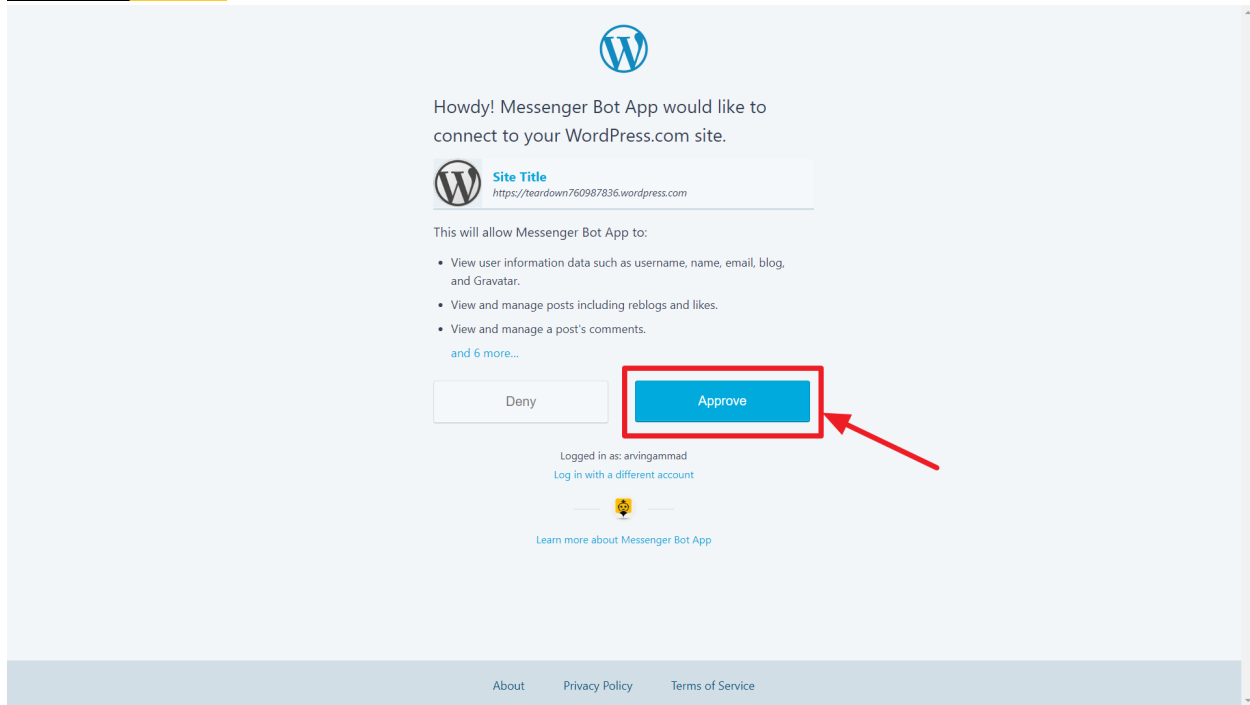 Howdy! Messenger Bot App would like to
connect to your WordPress.com site.
Site Title
https://teardown760987836.wordpress.com
This will allow Messenger Bot App to:
• View user information data such as username, name, email, blog,
and Gravatar.
• View and manage posts including reblogs and likes.
• View and manage a post's comments.
and 6 more...
Deny
Approve
Logged in as: arvingammad
Log in with a different account
Learn more about Messenger Bot App
About
Privacy Policy
Terms of Service